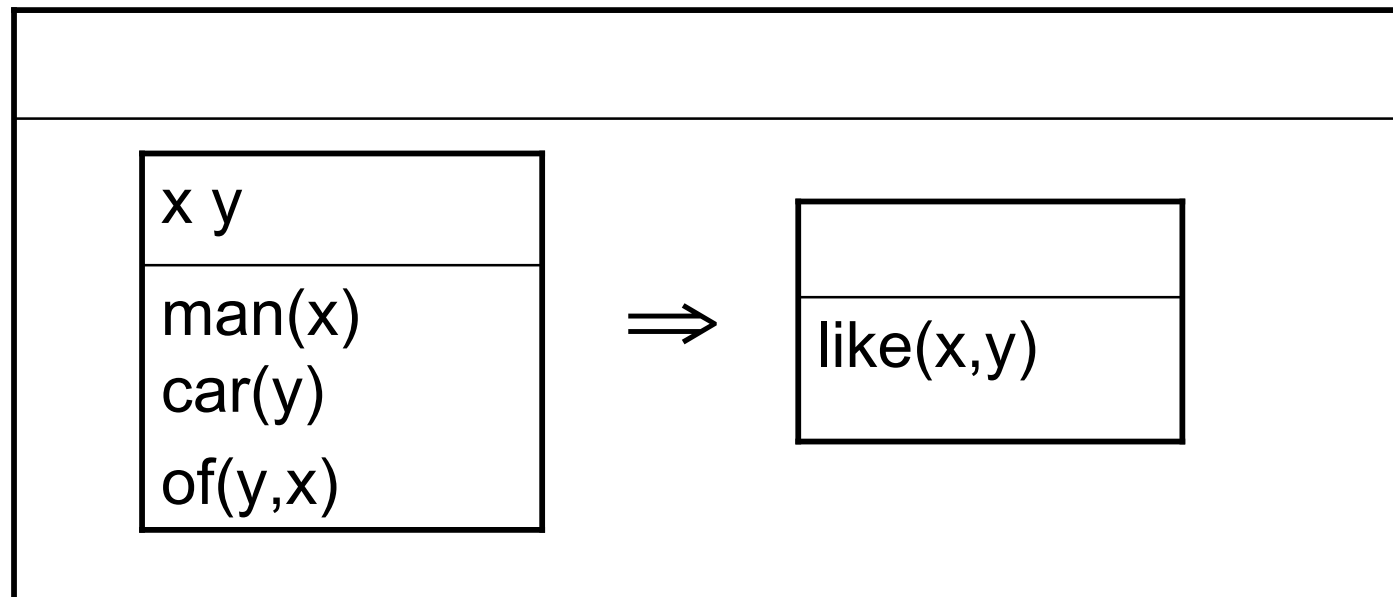 x y
man(x)
car(y)
of(y,x)
⇒
like(x,y)